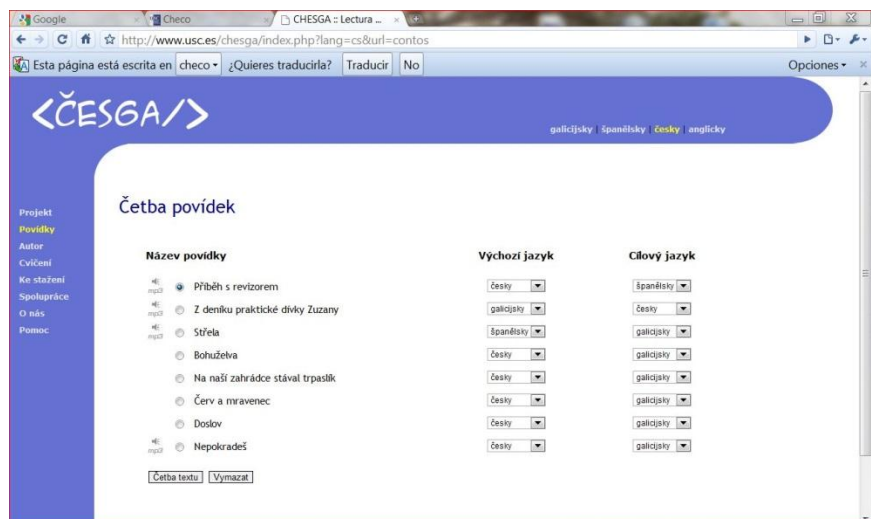 Google Checo CHESGA :: Lectura ...
http://www.usc.es/chesga/index.php?lang=cs&url=contos
Esta página está escrita en checo ¿Quieres traducirla? Traducir No Opciones
<ČESGA/>
galicijsky | španělsky | česky | anglicky
Projekt
Povídky
Autor
Cvičení
Ke stažení
Spolupráce
O nás
Pomoc
Četba povídek
Název povídky Výchozí jazyk Cílový jazyk
mp3 Příběh s revizorem česky španělsky
mp3 Z deníku praktické dívky Zuzany galicijsky česky
mp3 Střela španělsky galicijsky
Bohuželva česky galicijsky
Na naší zahrádce stával trpaslík česky galicijsky
Červ a mravenec česky galicijsky
Doslov česky galicijsky
mp3 Nepokradeš česky galicijsky
Četba textu Vymazat